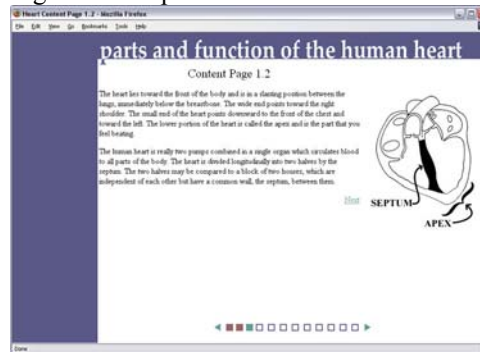 Heart Content Page 1.2 - Mozilla Firefox
File Edit View Go Bookmarks Tools Help
parts and function of the human heart
Content Page 1.2
The heart lies toward the front of the body and is in a slanting position between the
lungs, immediately below the breastbone. The wide end points toward the right
shoulder. The small end of the heart points downward to the front of the chest and
toward the left. The lower portion of the heart is called the apex and is the part that you
feel beating.
The human heart is really two pumps combined in a single organ which circulates blood
to all parts of the body. The heart is divided longitudinally into two halves by the
septum. The two halves may be compared to a block of two houses, which are
independent of each other but have a common wall, the septum, between them.
Next
SEPTUM
APEX
Done